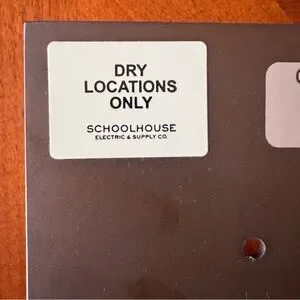 DRY
LOCATIONS
ONLY
SCHOOLHOUSE
ELECTRIC & SUPPLY CO.